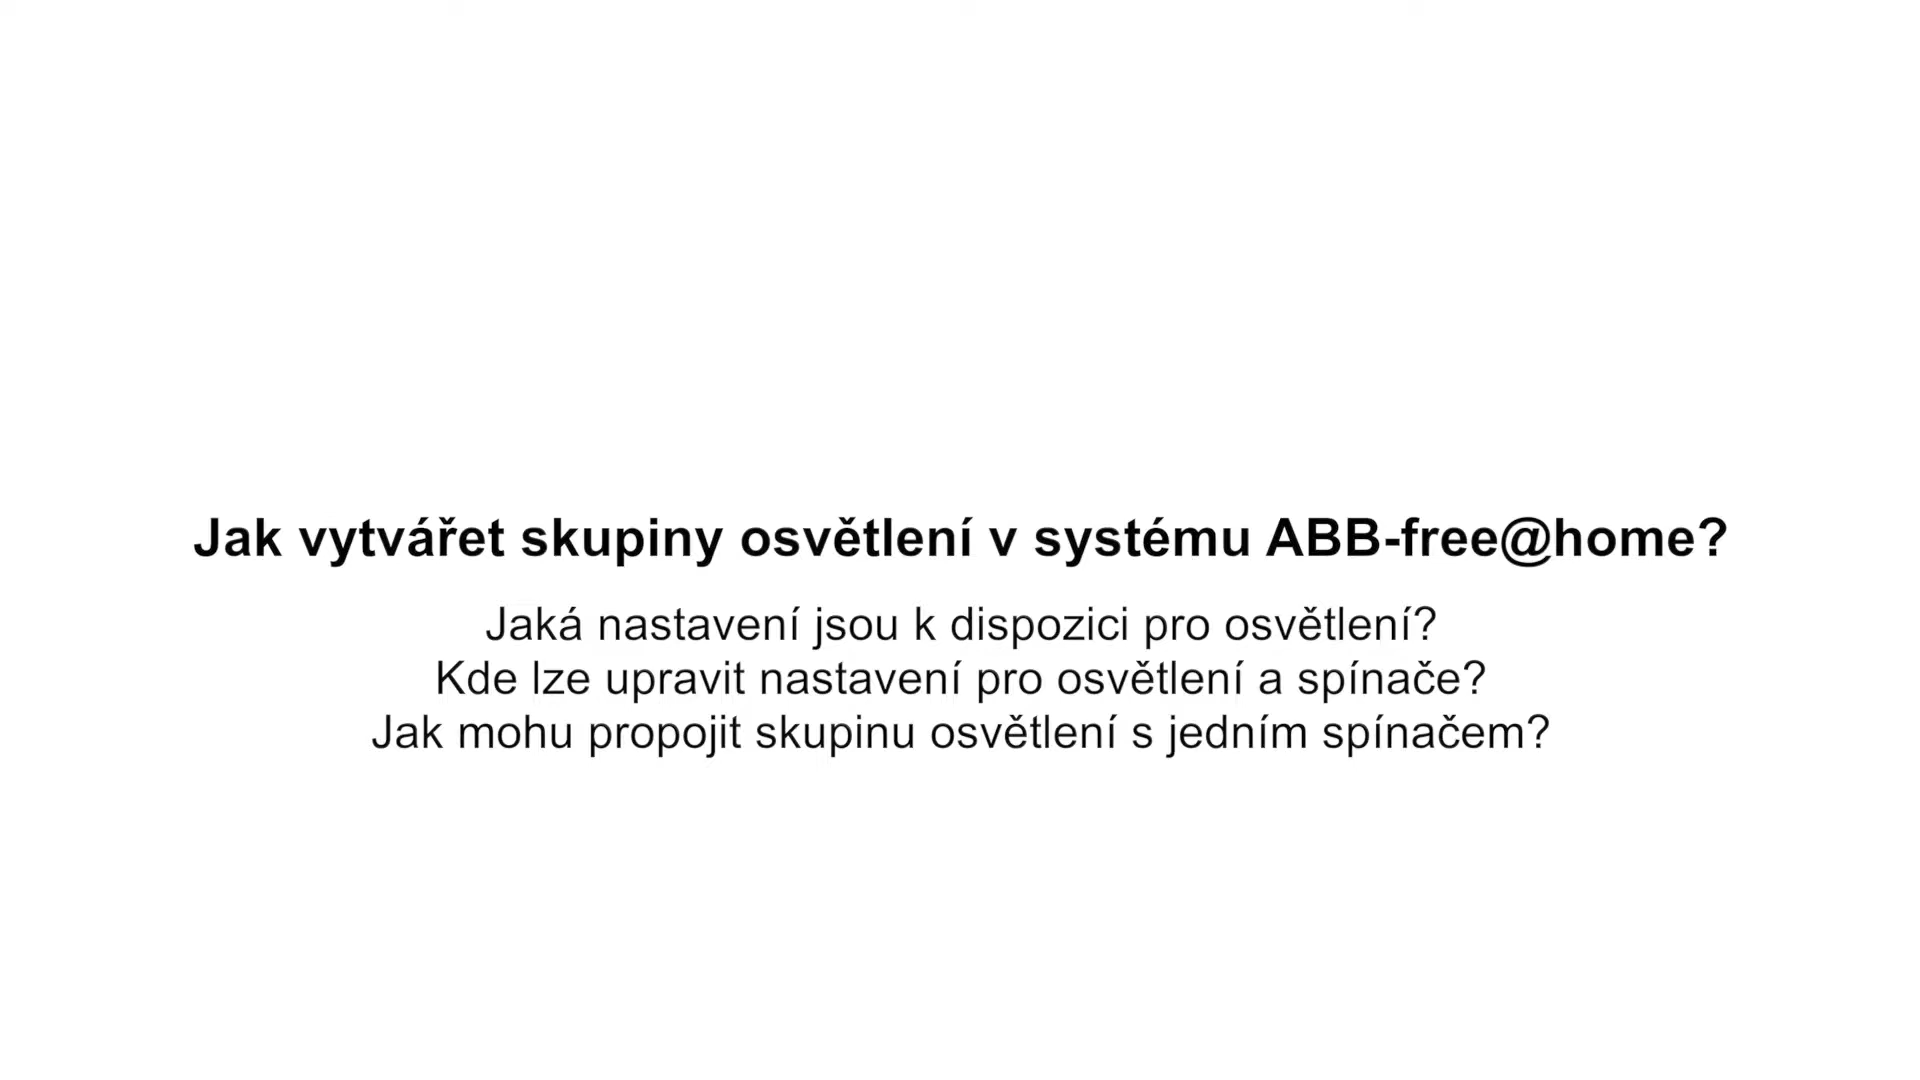 Jak vytvářet skupiny osvětlení v systému ABB-free@home?
Jaká nastavení jsou k dispozici pro osvětlení?
Kde lze upravit nastavení pro osvětlení a spínače?
Jak mohu propojit skupinu osvětlení s jedním spínačem?